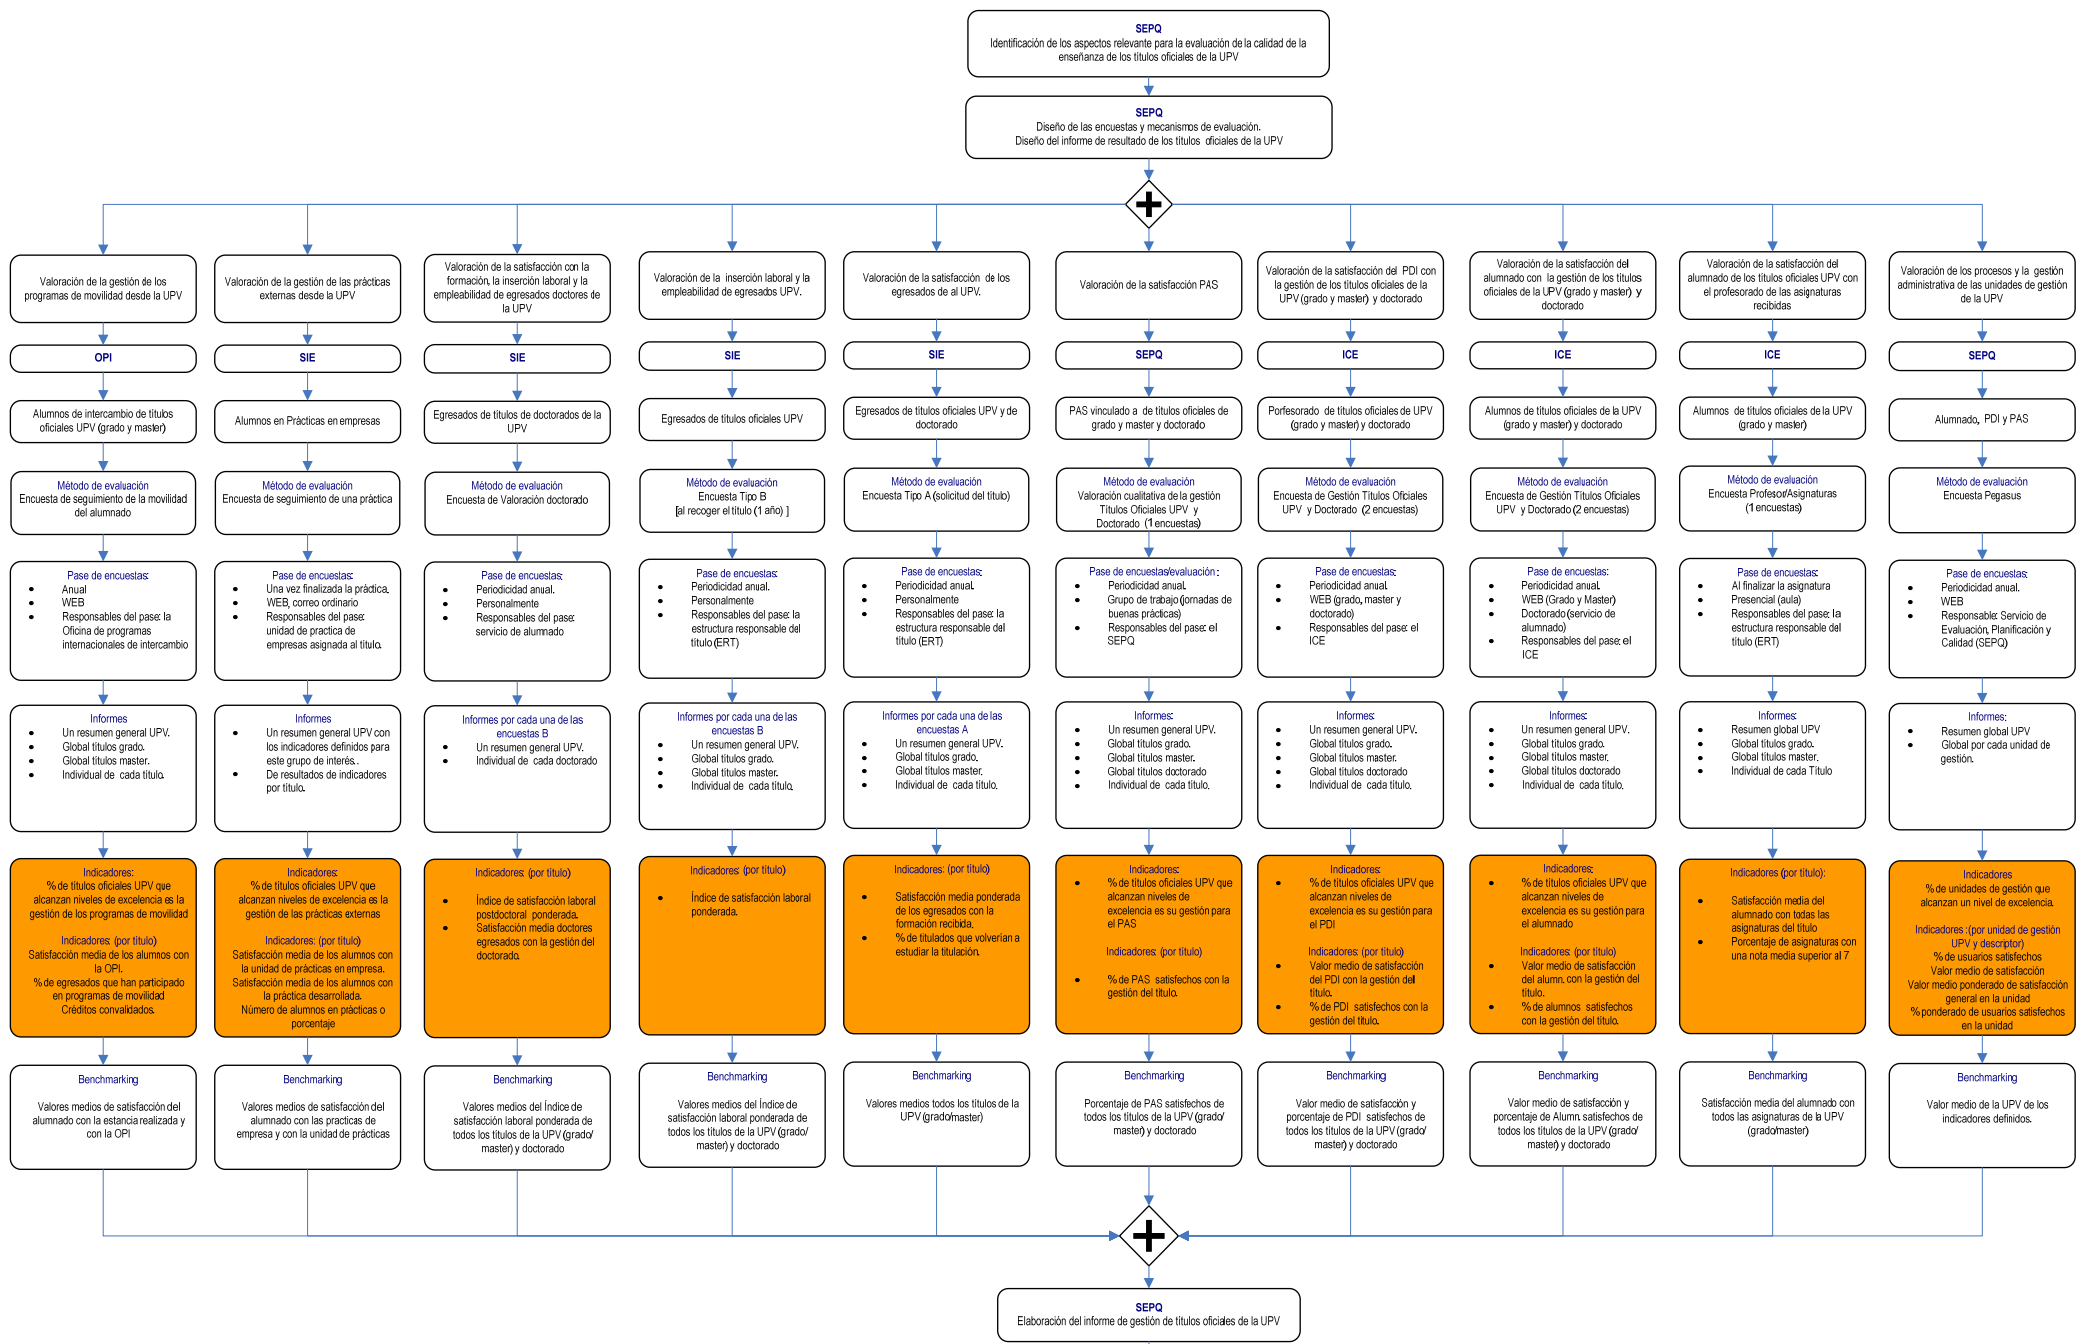 SEPQ
Identificación de los aspectos relevante para la evaluación de la calidad de la
enseñanza de los títulos oficiales de la UPV
SEPQ
Diseño de las encuestas y mecanismos de evaluación.
Diseño del informe de resultado de los títulos oficiales de la UPV
Valoración de la gestión de los
programas de movilidad desde la UPV
OPI
Alumnos de intercambio de títulos
oficiales UPV (grado y master)
Método de evaluación
Encuesta de seguimiento de la movilidad
del alumnado
Pase de encuestas:
• Anual
• WEB
• Responsables del pase: la
Oficina de programas
internacionales de intercambio
Informes
• Un resumen general UPV.
• Global títulos grado.
• Global títulos master.
• Individual de cada título.
Indicadores:
% de títulos oficiales UPV que
alcanzan niveles de excelencia es la
gestión de los programas de movilidad
Indicadores: (por título)
Satisfacción media de los alumnos con
la OPI.
% de egresados que han participado
en programas de movilidad
Créditos convalidados.
Benchmarking
Valores medios de satisfacción del
alumnado con la estancia realizada y
con la OPI
Valoración de la gestión de las prácticas
externas desde la UPV
SIE
Alumnos en Prácticas en empresas
Método de evaluación
Encuesta de seguimiento de una práctica
Pase de encuestas:
• Una vez finalizada la práctica.
• WEB, correo ordinario
• Responsables del pase:
unidad de practica de
empresas asignada al título.
Informes
• Un resumen general UPV con
los indicadores definidos para
este grupo de interés. .
• De resultados de indicadores
por título.
Indicadores:
% de títulos oficiales UPV que
alcanzan niveles de excelencia es la
gestión de las prácticas externas
Indicadores: (por título)
Satisfacción media de los alumnos con
la unidad de prácticas en empresa.
Satisfacción media de los alumnos con
la práctica desarrollada.
Número de alumnos en prácticas o
porcentaje
Benchmarking
Valores medios de satisfacción del
alumnado con las practicas de
empresa y con la unidad de prácticas
Valoración de la satisfacción con la
formación, la inserción laboral y la
empleabilidad de egresados doctores de
la UPV
SIE
Egresados de títulos de doctorados de la
UPV
Método de evaluación
Encuesta de Valoración doctorado
Pase de encuestas:
• Periodicidad anual.
• Personalmente
• Responsables del pase:
servicio de alumnado
Informes por cada una de las
encuestas B
• Un resumen general UPV.
• Individual de cada doctorado
Indicadores: (por título)
• Índice de satisfacción laboral
postdoctoral ponderada.
• Satisfacción media doctores
egresados con la gestión del
doctorado.
Benchmarking
Valores medios del Índice de
satisfacción laboral ponderada de
todos los títulos de la UPV (grado/
master) y doctorado
Valoración de la inserción laboral y la
empleabilidad de egresados UPV.
SIE
Egresados de títulos oficiales UPV
Método de evaluación
Encuesta Tipo B
[al recoger el título (1 año) ]
Pase de encuestas:
• Periodicidad anual.
• Personalmente
• Responsables del pase: la
estructura responsable del
título (ERT)
Informes por cada una de las
encuestas B
• Un resumen general UPV.
• Global títulos grado.
• Global títulos master.
• Individual de cada título.
Indicadores: (por título)
• Índice de satisfacción laboral
ponderada.
Benchmarking
Valores medios del Índice de
satisfacción laboral ponderada de
todos los títulos de la UPV (grado/
master) y doctorado
Valoración de la satisfacción de los
egresados de al UPV.
SIE
Egresados de títulos oficiales UPV y de
doctorado
Método de evaluación
Encuesta Tipo A (solicitud del título)
Pase de encuestas:
• Periodicidad anual.
• Personalmente
• Responsables del pase: la
estructura responsable del
título (ERT)
Informes por cada una de las
encuestas A
• Un resumen general UPV.
• Global títulos grado.
• Global títulos master.
• Individual de cada título.
Indicadores: (por título)
• Satisfacción media ponderada
de los egresados con la
formación recibida.
• % de titulados que volverían a
estudiar la titulación.
Benchmarking
Valores medios todos los títulos de la
UPV (grado/master)
Valoración de la satisfacción PAS
SEPQ
PAS vinculado a de títulos oficiales de
grado y master y doctorado
Método de evaluación
Valoración cualitativa de la gestión
Títulos Oficiales UPV y
Doctorado (1 encuestas)
Pase de encuestas/evaluación :
• Periodicidad anual.
• Grupo de trabajo (jornadas de
buenas prácticas)
• Responsables del pase: el
SEPQ
Informes:
• Un resumen general UPV.
• Global títulos grado.
• Global títulos master.
• Global títulos doctorado
• Individual de cada título.
Indicadores:
• % de títulos oficiales UPV que
alcanzan niveles de
excelencia es su gestión para
el PAS
Indicadores: (por título)
• % de PAS satisfechos con la
gestión del título.
Benchmarking
Porcentaje de PAS satisfechos de
todos los títulos de la UPV (grado/
master) y doctorado
Valoración de la satisfacción del PDI con
la gestión de los títulos oficiales de la
UPV (grado y master) y doctorado
ICE
Porfesorado de títulos oficiales de UPV
(grado y master) y doctorado
Método de evaluación
Encuesta de Gestión Títulos Oficiales
UPV y Doctorado (2 encuestas)
Pase de encuestas:
• Periodicidad anual.
• WEB (grado, master y
doctorado)
• Responsables del pase: el
ICE
Informes:
• Un resumen general UPV.
• Global títulos grado.
• Global títulos master.
• Global títulos doctorado
• Individual de cada título.
Indicadores:
• % de títulos oficiales UPV que
alcanzan niveles de
excelencia es su gestión para
el PDI
Indicadores: (por título)
• Valor medio de satisfacción
del PDI con la gestión del
título.
• % de PDI satisfechos con la
gestión del título.
Benchmarking
Valor medio de satisfacción y
porcentaje de PDI satisfechos de
todos los títulos de la UPV (grado/
master) y doctorado
Valoración de la satisfacción del
alumnado con la gestión de los títulos
oficiales de la UPV (grado y master) y
doctorado
ICE
Alumnos de títulos oficiales de la UPV
(grado y master) y doctorado
Método de evaluación
Encuesta de Gestión Títulos Oficiales
UPV y Doctorado (2 encuestas)
Pase de encuestas:
• Periodicidad anual.
• WEB (Grado y Master)
• Doctorado (servicio de
alumnado)
• Responsables del pase: el
ICE
Informes:
• Un resumen general UPV.
• Global títulos grado.
• Global títulos master.
• Global títulos doctorado
• Individual de cada título.
Indicadores:
• % de títulos oficiales UPV que
alcanzan niveles de
excelencia es su gestión para
el alumnado
Indicadores: (por título)
• Valor medio de satisfacción
del alumn. con la gestión del
título.
• % de alumnos satisfechos
con la gestión del título.
Benchmarking
Valor medio de satisfacción y
porcentaje de Alumn. satisfechos de
todos los títulos de la UPV (grado/
master) y doctorado
Valoración de la satisfacción del
alumnado de los títulos oficiales UPV con
el profesorado de las asignaturas
recibidas
ICE
Alumnos de títulos oficiales de la UPV
(grado y master)
Método de evaluación
Encuesta Profesor/Asignaturas
(1 encuestas)
Pase de encuestas:
• Al finalizar la asignatura
• Presencial (aula)
• Responsables del pase: la
estructura responsable del
título (ERT)
Informes:
• Resumen global UPV
• Global títulos grado.
• Global títulos master.
• Individual de cada Título
Indicadores (por título):
• Satisfacción media del
alumnado con todas las
asignaturas del título
• Porcentaje de asignaturas con
una nota media superior al 7
Benchmarking
Satisfacción media del alumnado con
todos las asignaturas de la UPV
(grado/master)
Valoración de los procesos y la gestión
administrativa de las unidades de gestión
de la UPV
SEPQ
Alumnado, PDI y PAS
Método de evaluación
Encuesta Pegasus
Pase de encuestas:
• Periodicidad anual.
• WEB
• Responsable: Servicio de
Evaluación, Planificación y
Calidad (SEPQ)
Informes:
• Resumen global UPV
• Global por cada unidad de
gestión.
Indicadores
% de unidades de gestión que
alcanzan un nivel de excelencia.
Indicadores :(por unidad de gestión
UPV y descriptor)
% de usuarios satisfechos
Valor medio de satisfacción
Valor medio ponderado de satisfacción
general en la unidad
% ponderado de usuarios satisfechos
en la unidad
Benchmarking
Valor medio de la UPV de los
indicadores definidos.
SEPQ
Elaboración del informe de gestión de títulos oficiales de la UPV